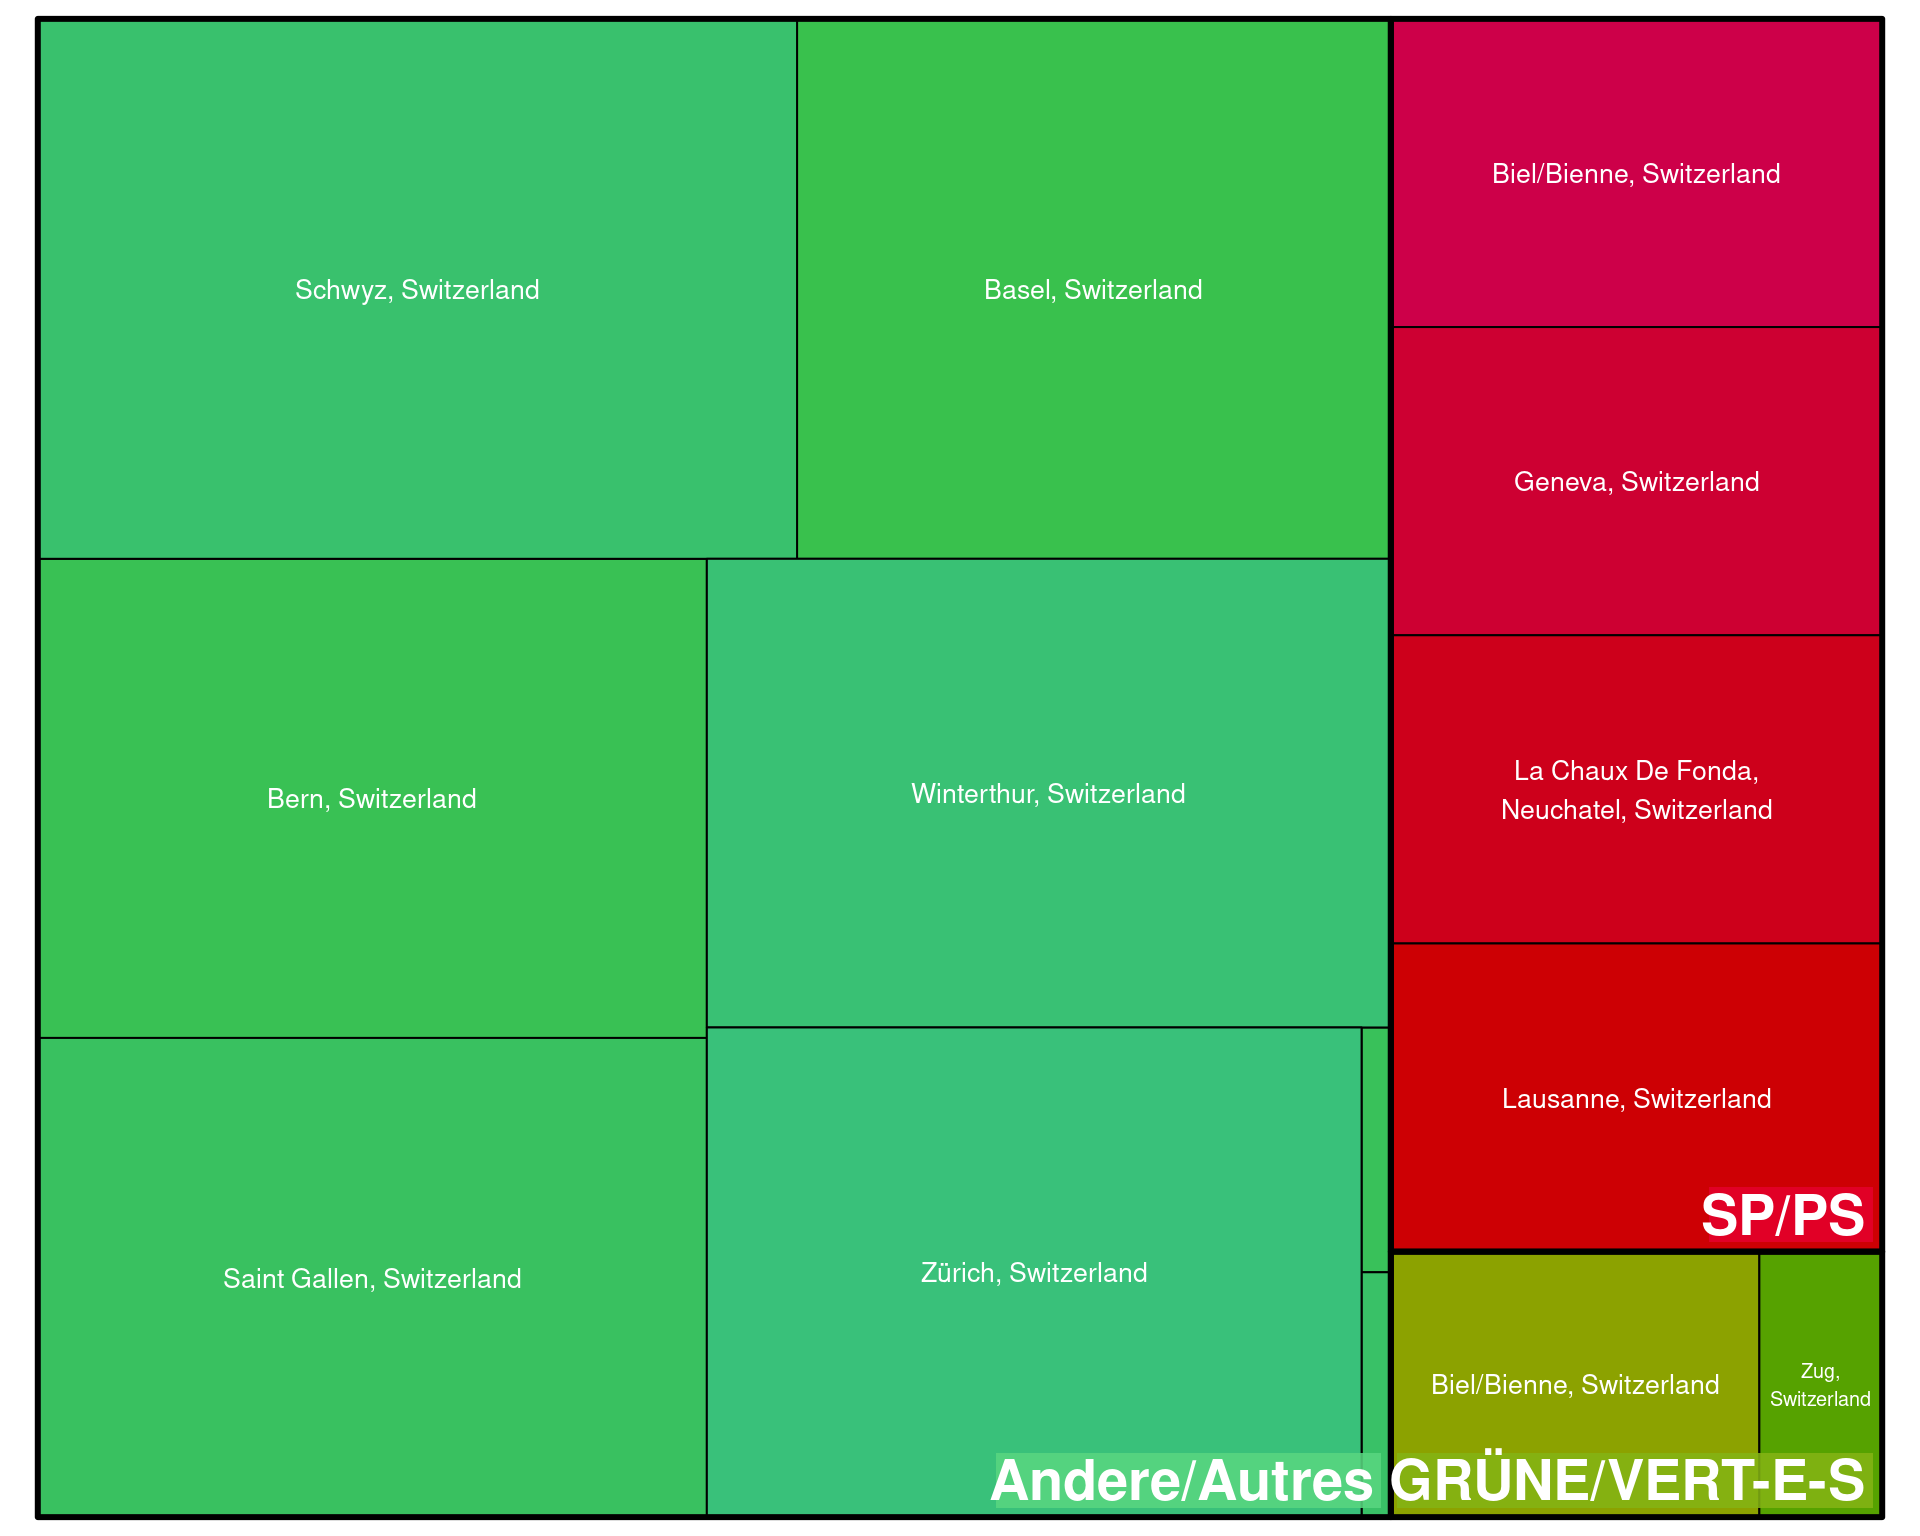 Schwyz, Switzerland
Basel, Switzerland
Bern, Switzerland
Winterthur, Switzerland
Saint Gallen, Switzerland
Zürich, Switzerland
Andere/Autres
Biel/Bienne, Switzerland
Geneva, Switzerland
La Chaux De Fonda,
Neuchatel, Switzerland
Lausanne, Switzerland
SP/PS
Biel/Bienne, Switzerland
Zug,
Switzerland
GRÜNE/VERT-E-S